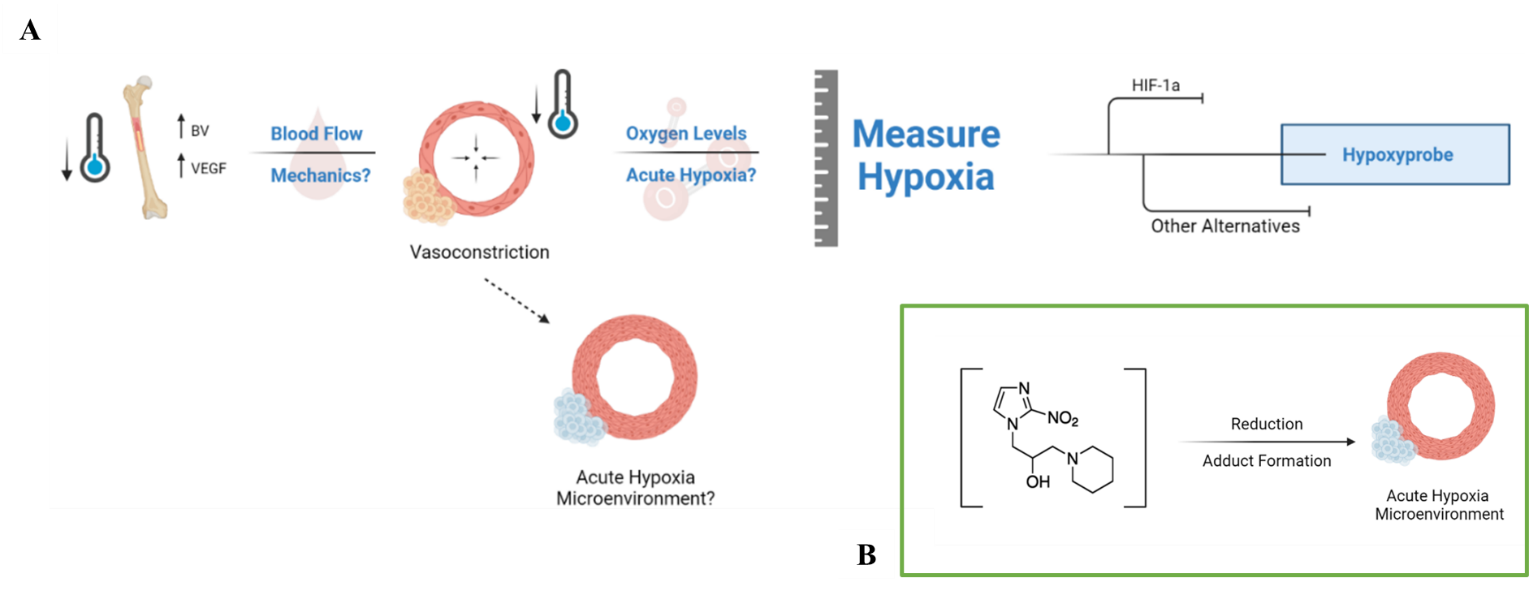 A
BV
VEGF
Blood Flow
Mechanics?
Vasoconstriction
Oxygen Levels
Acute Hypoxia?
Acute Hypoxia
Microenvironment?
Measure
Hypoxia
HIF-1a
Hypoxyprobe
Other Alternatives
B
N
NO2
N
N
OH
Reduction
Adduct Formation
O
O
Acute Hypoxia
Microenvironment